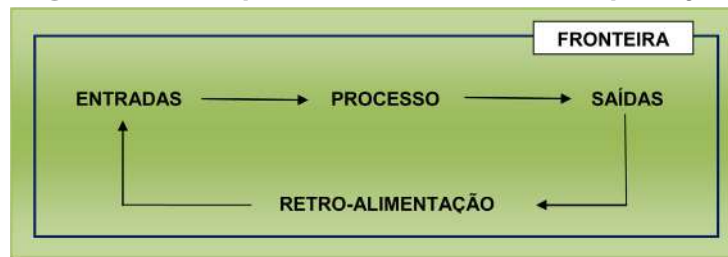 FRONTEIRA
ENTRADAS PROCESSO SAÍDAS
RETRO-ALIMENTAÇÃO